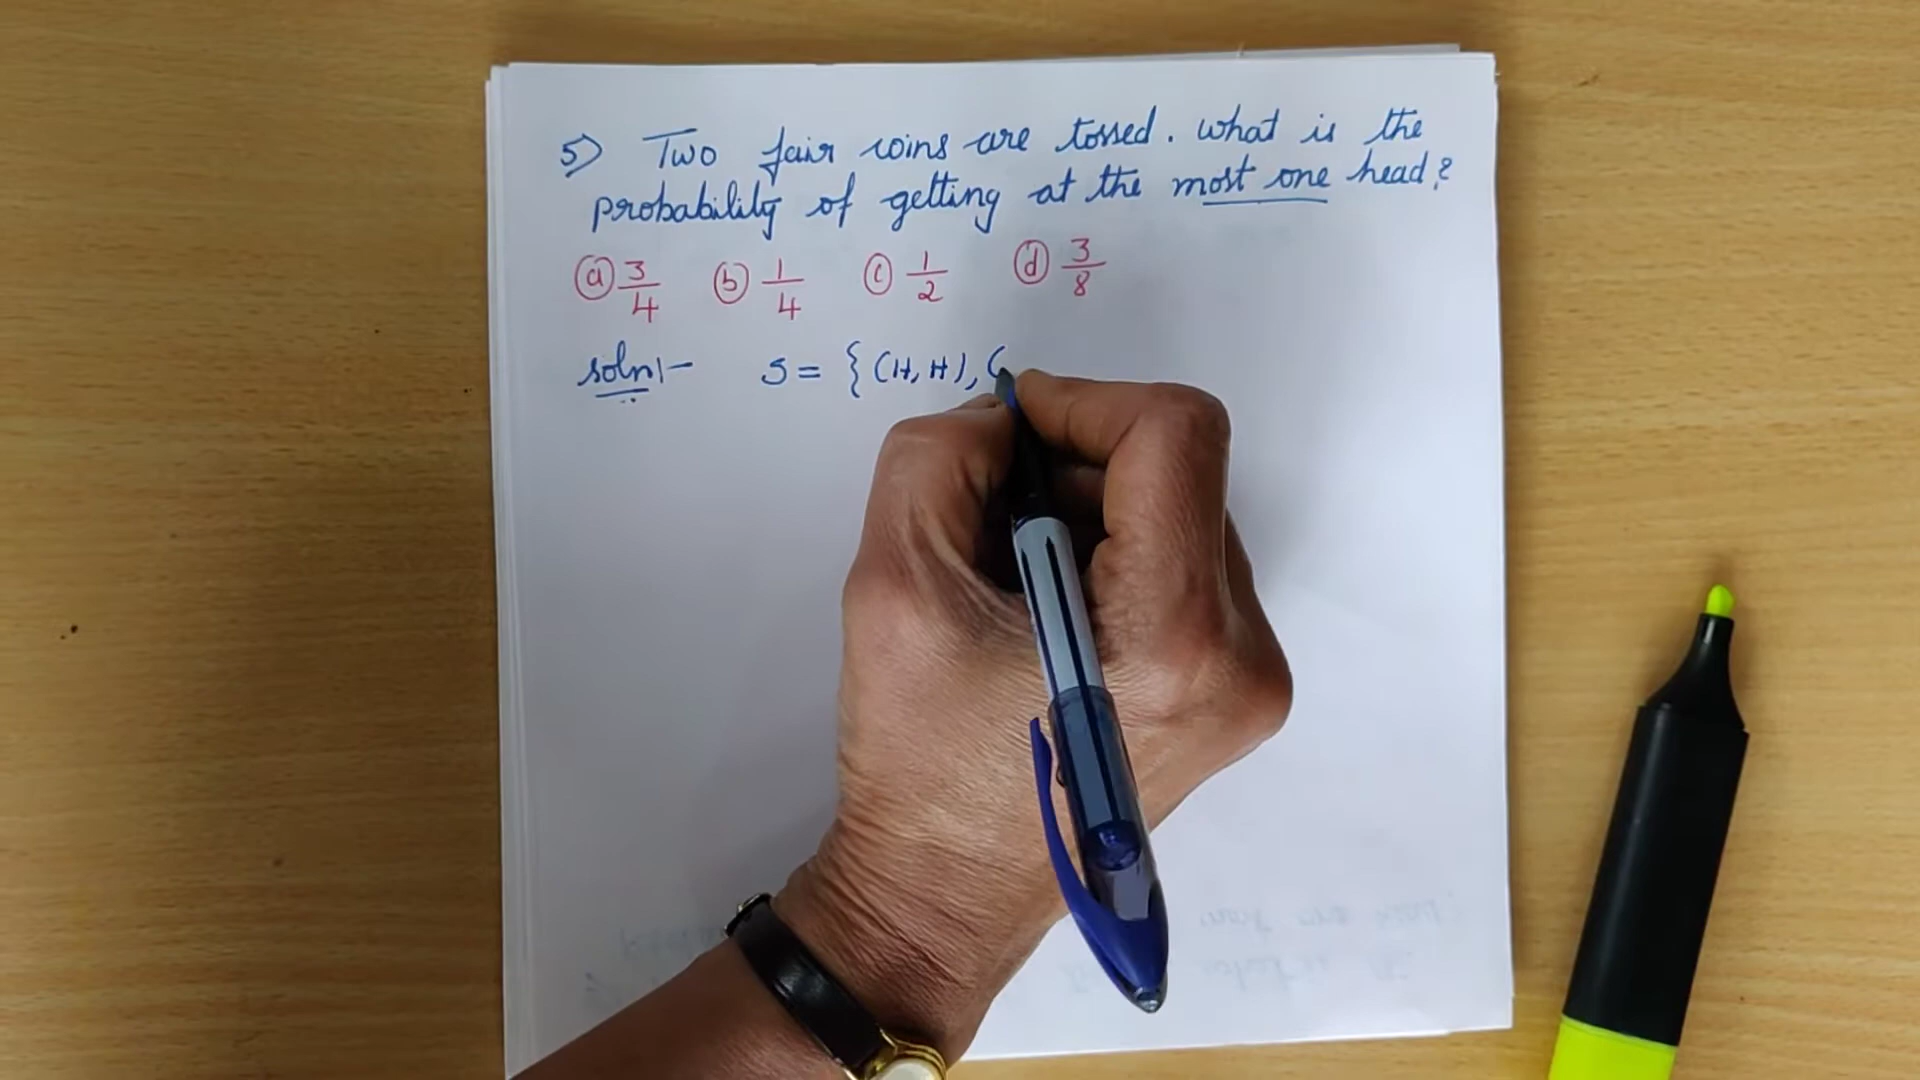 5) Two fair coins are tossed. What is the
probability of getting at the most one head?
(a) 3/4 (b) 1/4 (c) 1/2 (d) 3/8
soln:- S = { (H, H), (